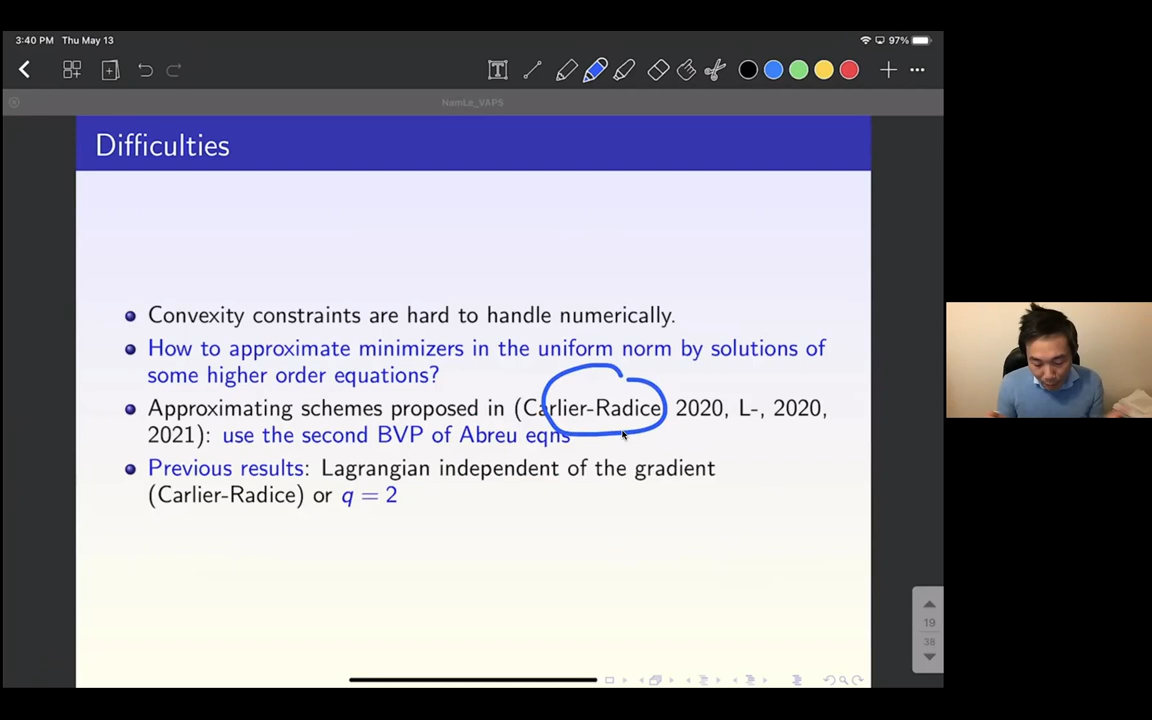 3:40 PM Thu May 13
97%
NamLe_VAPS
Difficulties
Convexity constraints are hard to handle numerically.
How to approximate minimizers in the uniform norm by solutions of
some higher order equations?
Approximating schemes proposed in (Carlier-Radice, 2020, L-, 2020,
2021): use the second BVP of Abreu eqns
Previous results: Lagrangian independent of the gradient
(Carlier-Radice) or q = 2
19
38